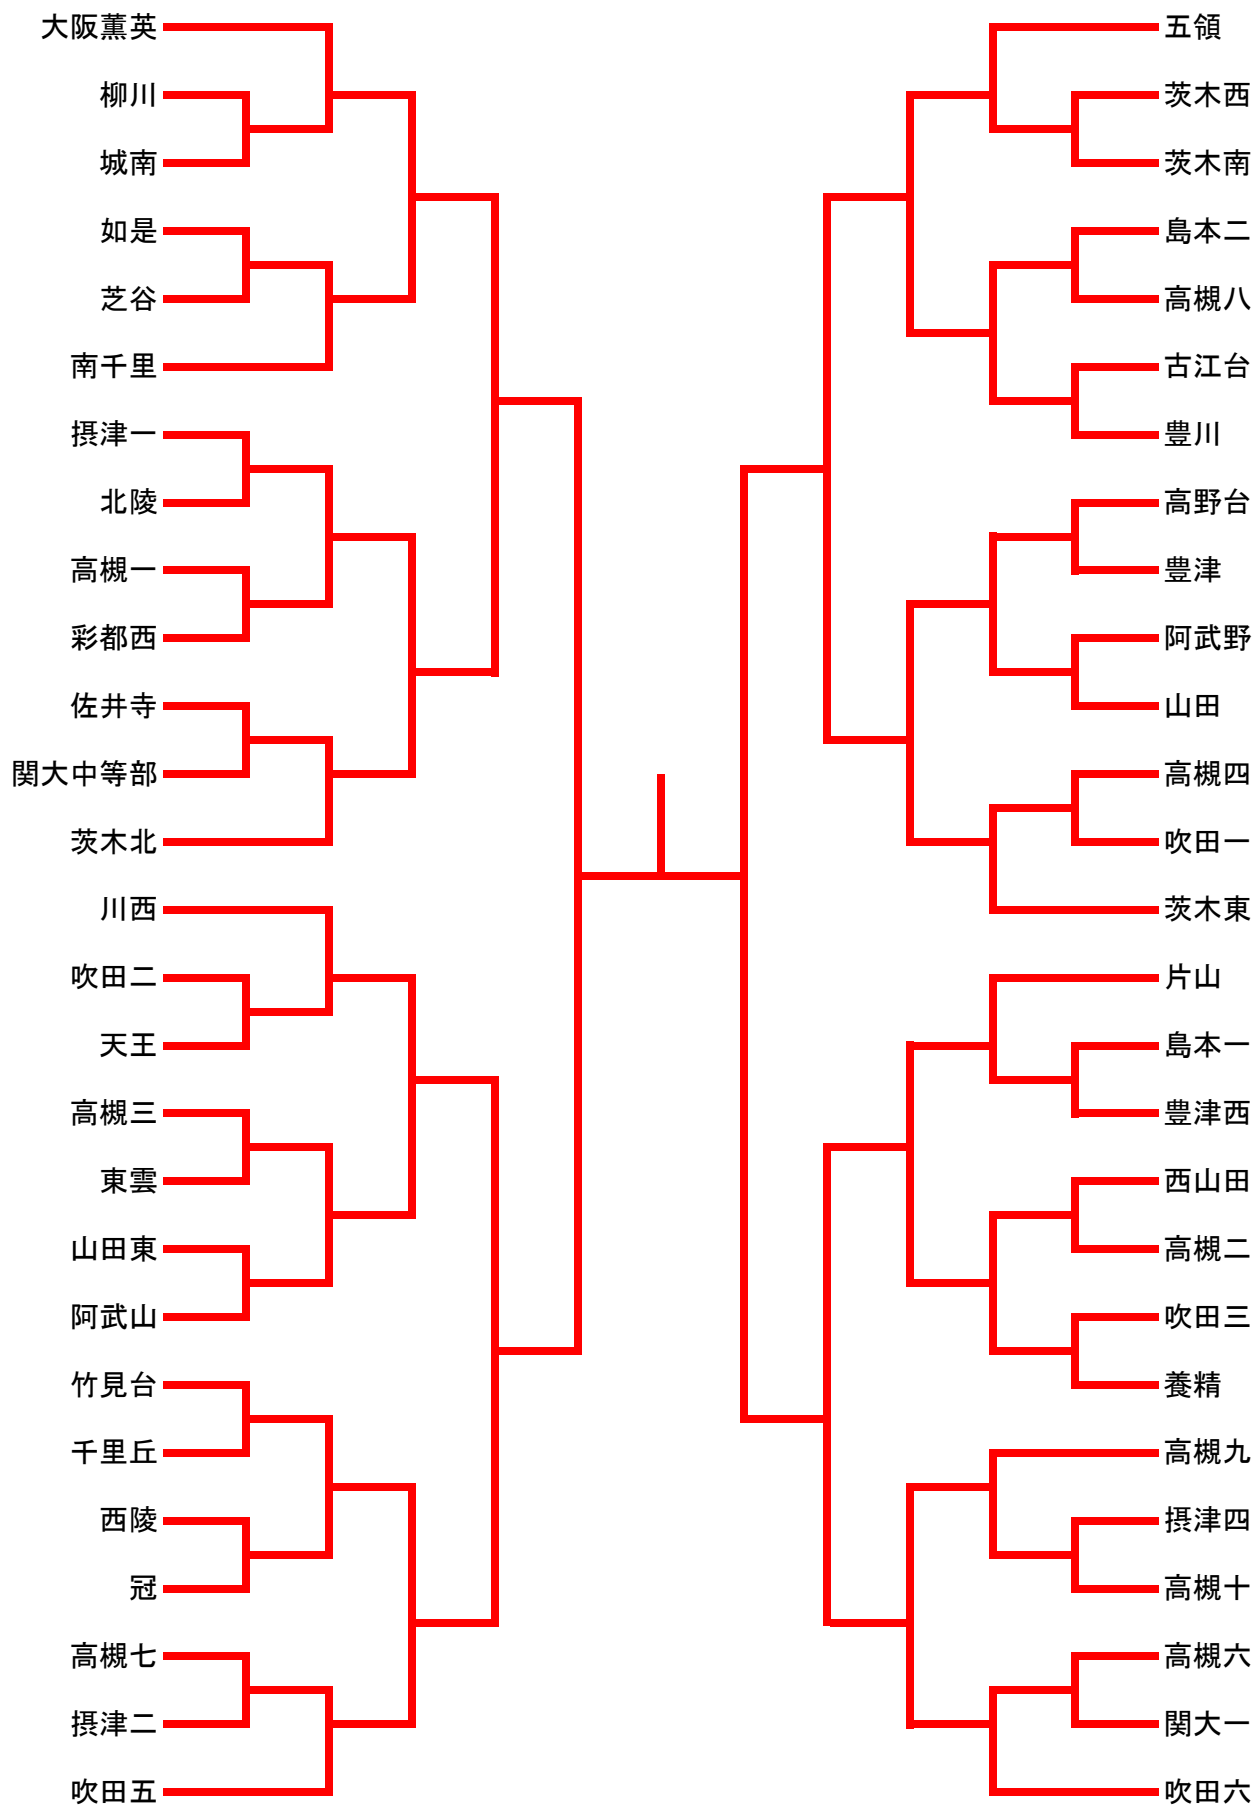 大阪薫英
柳川
城南
如是
芝谷
南千里
摂津一
北陵
高槻一
彩都西
佐井寺
関大中等部
茨木北
川西
吹田二
天王
高槻三
東雲
山田東
阿武山
竹見台
千里丘
西陵
冠
高槻七
摂津二
吹田五
五領
茨木西
茨木南
島本二
高槻八
古江台
豊川
高野台
豊津
阿武野
山田
高槻四
吹田一
茨木東
片山
島本一
豊津西
西山田
高槻二
吹田三
養精
高槻九
摂津四
高槻十
高槻六
関大一
吹田六